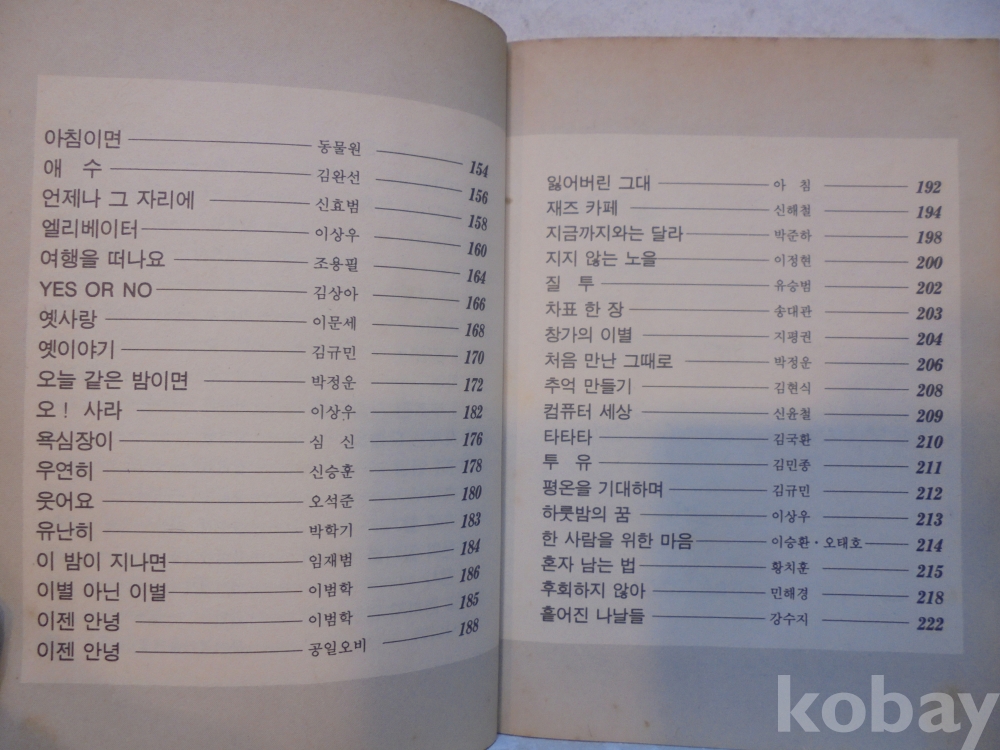 아침이면 동물원 154
애 수 김완선 156
언제나 그 자리에 신효범 158
엘리베이터 이상우 160
여행을 떠나요 조용필 164
YES OR NO 김상아 166
옛사랑 이문세 168
옛이야기 김규민 170
오늘 같은 밤이면 박정운 172
오! 사라 이상우 182
욕심장이 심 신 176
우연히 신승훈 178
웃어요 오석준 180
유난히 박학기 183
이 밤이 지나면 임재범 184
이별 아닌 이별 이범학 186
이젠 안녕 이범학 185
이젠 안녕 공일오비 188
잃어버린 그대 아 침 192
재즈 카페 신해철 194
지금까지와는 달라 박준하 198
지지 않는 노을 이정현 200
질 투 유승범 202
차표 한 장 송대관 203
창가의 이별 지평권 204
처음 만난 그때로 박정운 206
추억 만들기 김현식 208
컴퓨터 세상 신윤철 209
타타타 김국환 210
투 유 김민종 211
평온을 기대하며 김규민 212
하룻밤의 꿈 이상우 213
한 사람을 위한 마음 이승환·오태호 214
혼자 남는 법 황치훈 215
후회하지 않아 민해경 218
흩어진 나날들 강수지 222
kobay